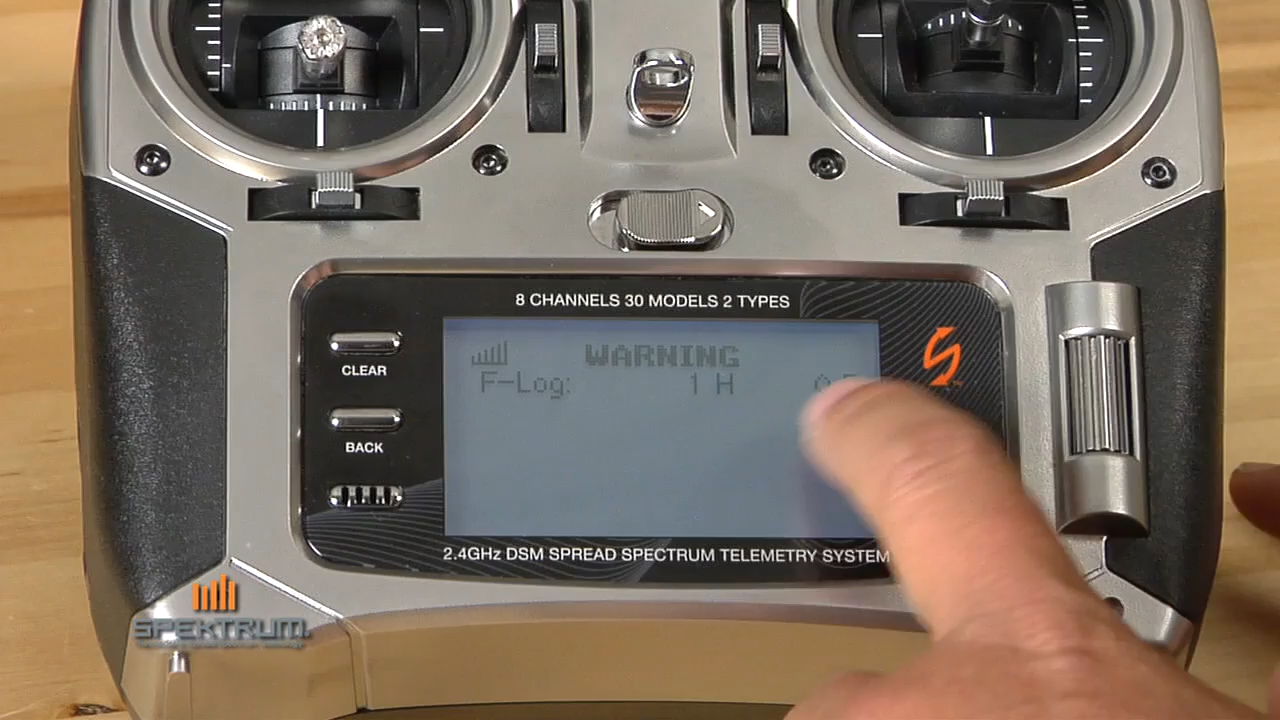 8 CHANNELS 30 MODELS 2 TYPES
WARNING
F-Log: 1 H
CLEAR
BACK
2.4GHz DSM SPREAD SPECTRUM TELEMETRY SYSTEM
SPEKTRUM